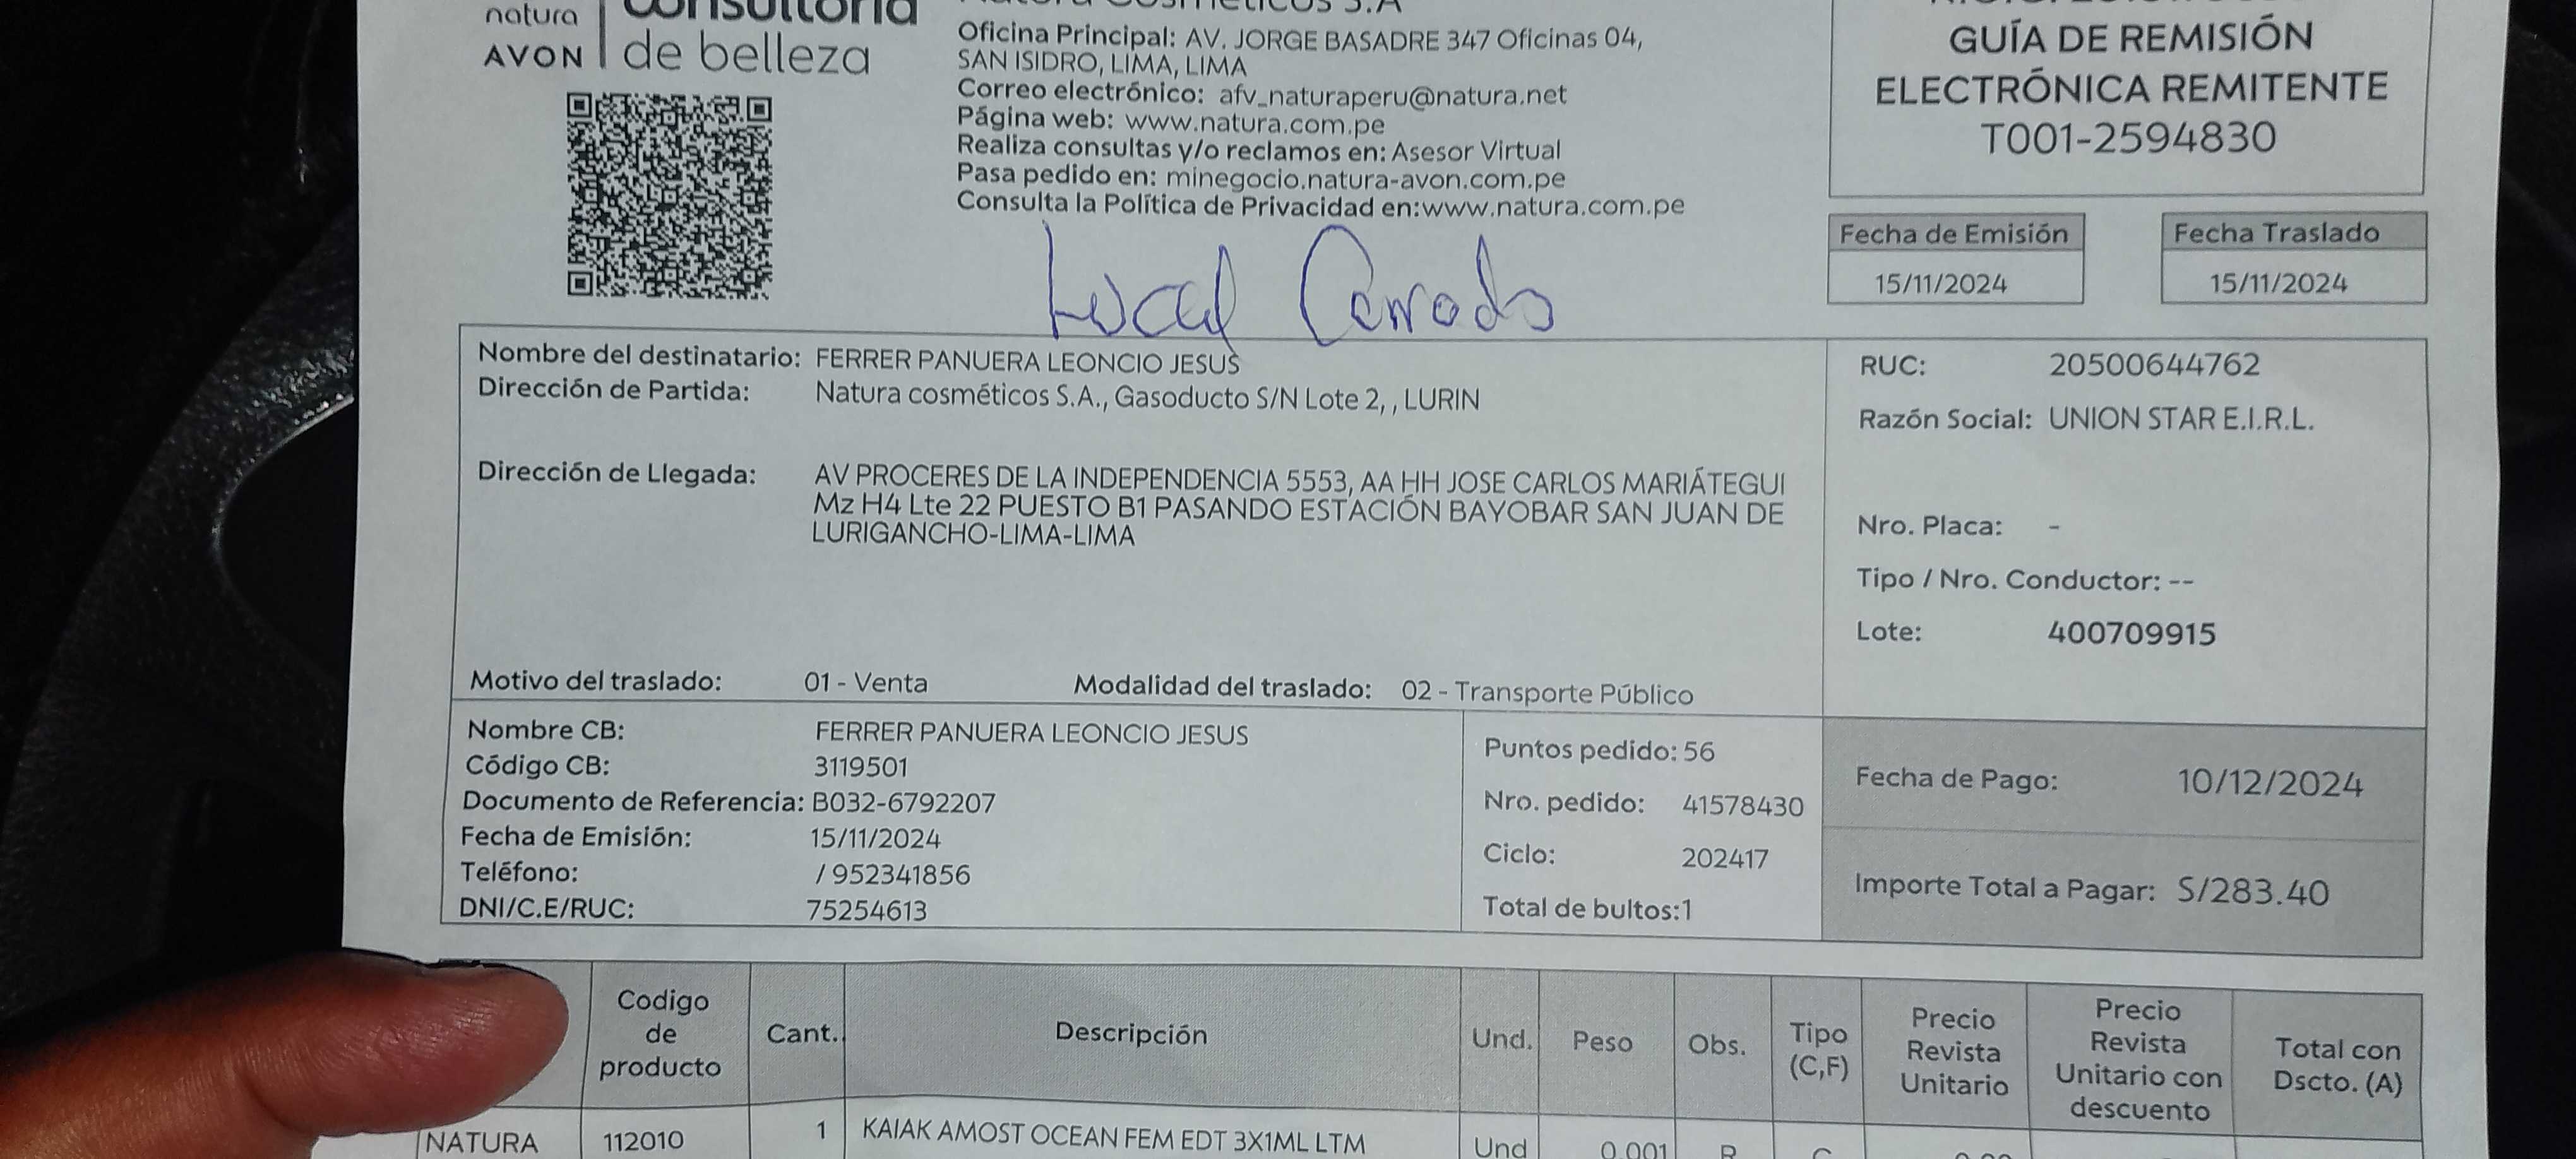 natura
AVON
consultoría
de belleza
Natura Cosméticos S.A
Oficina Principal: AV. JORGE BASADRE 347 Oficinas 04,
SAN ISIDRO, LIMA, LIMA
Correo electrónico: afv_naturaperu@natura.net
Página web: www.natura.com.pe
Realiza consultas y/o reclamos en: Asesor Virtual
Pasa pedido en: minegocio.natura-avon.com.pe
Consulta la Política de Privacidad en:www.natura.com.pe
GUÍA DE REMISIÓN
ELECTRÓNICA REMITENTE
T001-2594830
Fecha de Emisión
15/11/2024
Fecha Traslado
15/11/2024
Local Cerrado
Nombre del destinatario: FERRER PANUERA LEONCIO JESUS
Dirección de Partida: Natura cosméticos S.A., Gasoducto S/N Lote 2, , LURIN
Dirección de Llegada: AV PROCERES DE LA INDEPENDENCIA 5553, AA HH JOSE CARLOS MARIÁTEGUI
Mz H4 Lte 22 PUESTO B1 PASANDO ESTACIÓN BAYOBAR SAN JUAN DE
LURIGANCHO-LIMA-LIMA
Motivo del traslado: 01 - Venta Modalidad del traslado: 02 - Transporte Público
RUC: 20500644762
Razón Social: UNION STAR E.I.R.L.
Nro. Placa: -
Tipo / Nro. Conductor: --
Lote: 400709915
Nombre CB: FERRER PANUERA LEONCIO JESUS
Código CB: 3119501
Documento de Referencia: B032-6792207
Fecha de Emisión: 15/11/2024
Teléfono: / 952341856
DNI/C.E/RUC: 75254613
Puntos pedido: 56
Nro. pedido: 41578430
Ciclo: 202417
Total de bultos:1
Fecha de Pago: 10/12/2024
Importe Total a Pagar: S/283.40
Codigo
de
producto
Cant.
Descripción
Und.
Peso
Obs.
Tipo
(C,F)
Precio
Revista
Unitario
Precio
Revista
Unitario con
descuento
Total con
Dscto. (A)
NATURA 112010 1 KAIAK AMOST OCEAN FEM EDT 3X1ML LTM Und 0.001